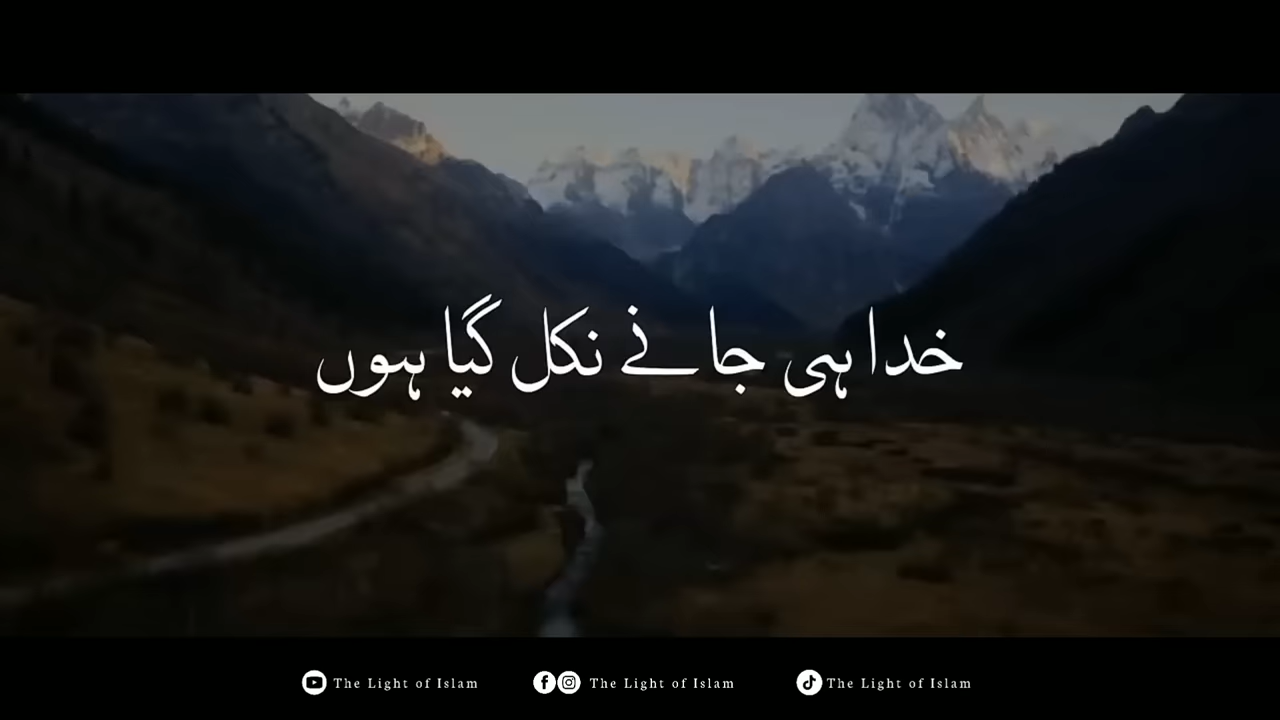 خدا ہی جانے نکل گیا ہوں
The Light of Islam The Light of Islam The Light of Islam